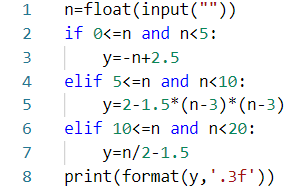 1 n=float(input(""))
2 if 0<=n and n<5:
3     y=-n+2.5
4 elif 5<=n and n<10:
5     y=2-1.5*(n-3)*(n-3)
6 elif 10<=n and n<20:
7     y=n/2-1.5
8 print(format(y,'.3f'))